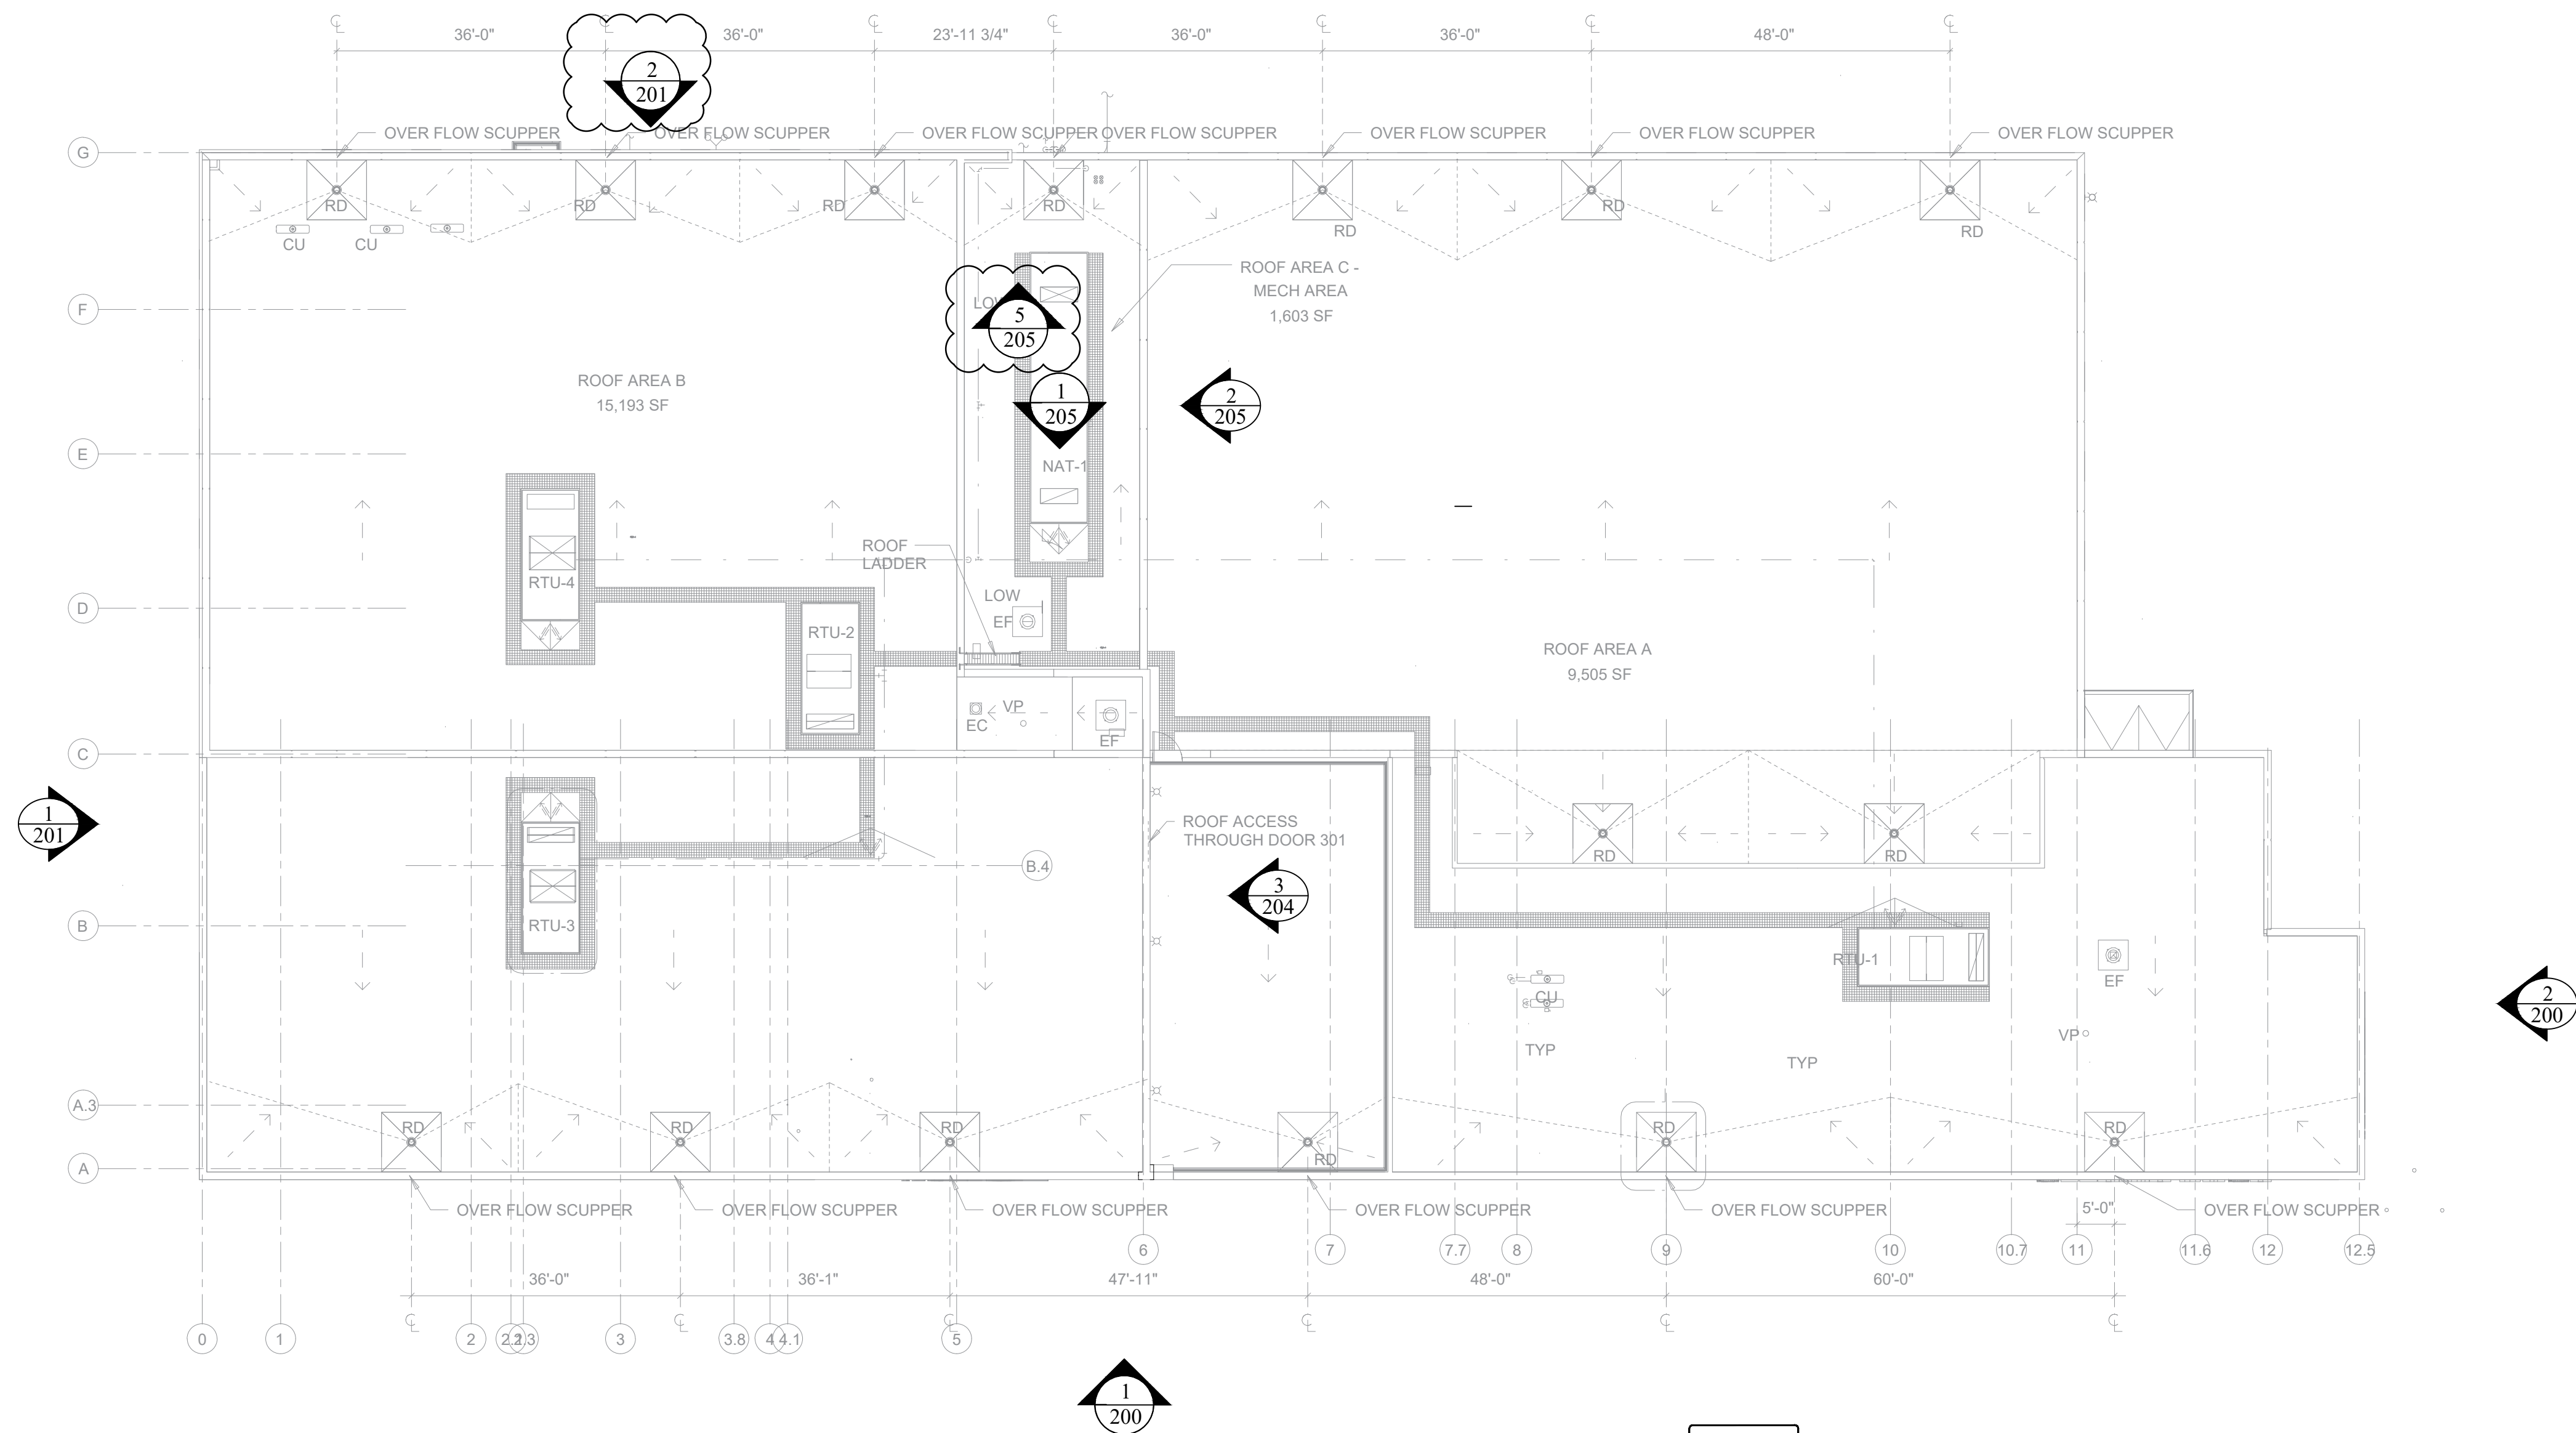 36'-0"
36'-0"
23'-11 3/4"
36'-0"
36'-0"
48'-0"
2
201
OVER FLOW SCUPPER
OVER FLOW SCUPPER
OVER FLOW SCUPPER
OVER FLOW SCUPPER
OVER FLOW SCUPPER
OVER FLOW SCUPPER
OVER FLOW SCUPPER
G
RD
RD
RD
RD
RD
RD
RD
CU
CU
ROOF AREA C -
MECH AREA
1,603 SF
F
LOW
5
205
ROOF AREA B
15,193 SF
1
205
2
205
E
NAT-1
ROOF
LADDER
RTU-4
LOW
D
EF
RTU-2
ROOF AREA A
9,505 SF
VP
EC
EF
C
1
201
ROOF ACCESS
THROUGH DOOR 301
RD
RD
B.4
3
204
B
RTU-3
RTU-1
EF
CU
2
200
VP
TYP
TYP
A.3
RD
RD
RD
RD
RD
RD
A
OVER FLOW SCUPPER
OVER FLOW SCUPPER
OVER FLOW SCUPPER
OVER FLOW SCUPPER
OVER FLOW SCUPPER
5'-0"
OVER FLOW SCUPPER
6
7
7.7
8
9
10
10.7
11
11.6
12
12.5
36'-0"
36'-1"
47'-11"
48'-0"
60'-0"
0
1
2
2.3
3
3.8
4
4.1
5
1
200